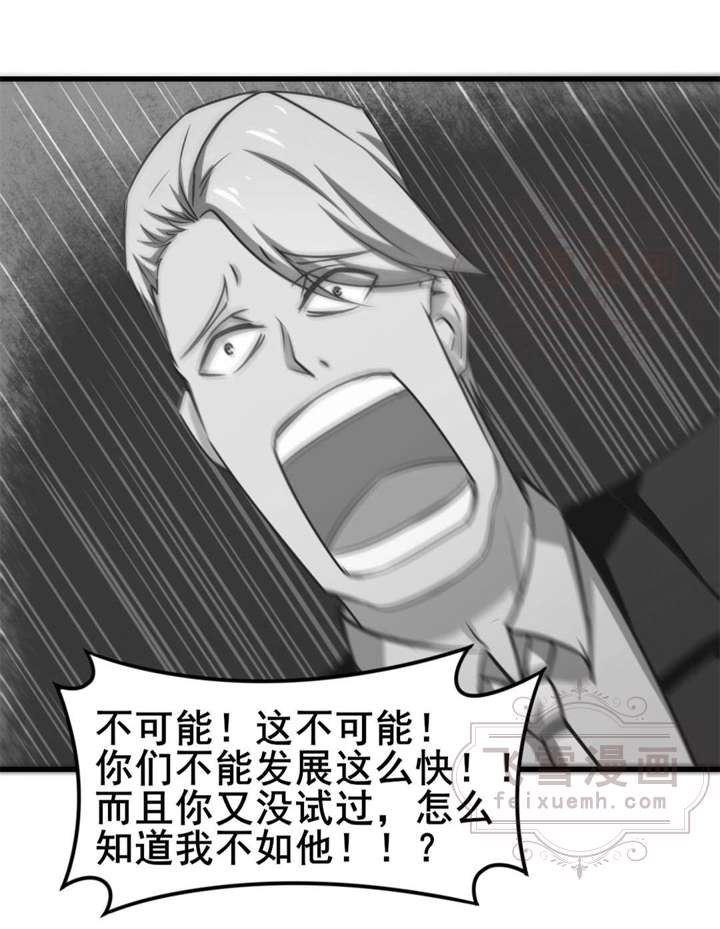 不可能！这不可能！
你们不能发展这么快！！
而且你又没试过，怎么
知道我不如他！！？
飞雪漫画
feixuemh.com